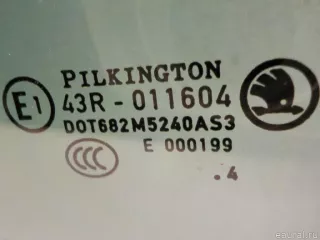 PILKINGTON
E1 43R - 011604
DOT682M5240AS3
CCC E 000199
.4